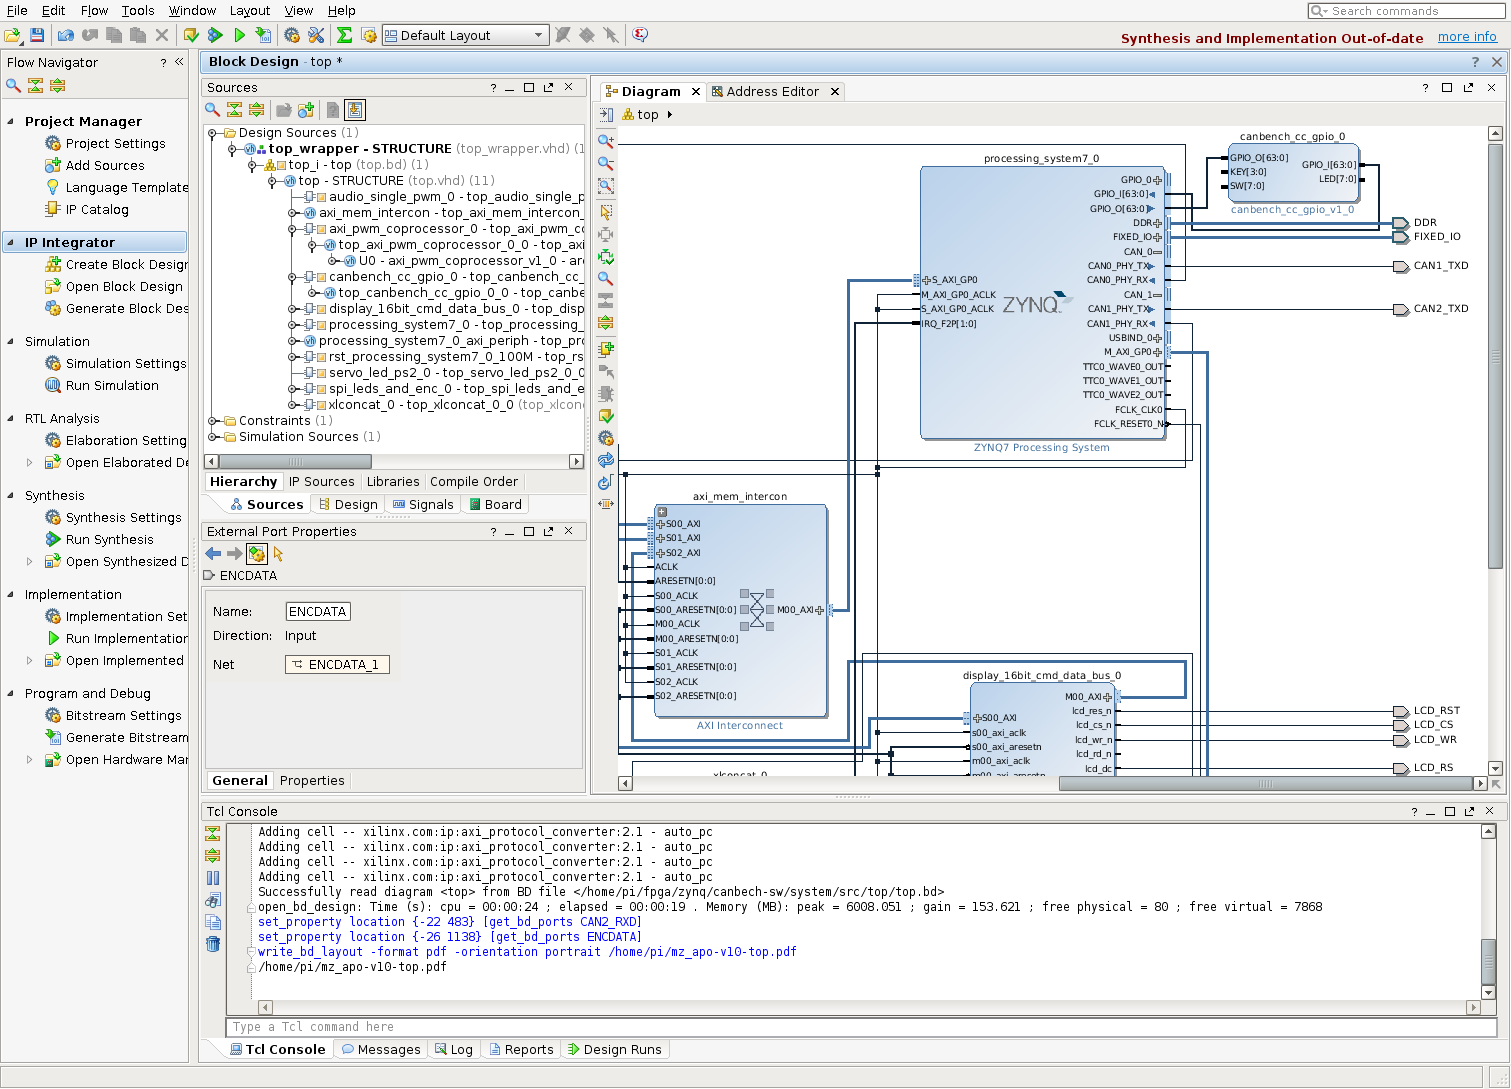 File Edit Flow Tools Window Layout View Help
Search commands
Default Layout
Synthesis and Implementation Out-of-date more info
Flow Navigator
Project Manager
Project Settings
Add Sources
Language Template
IP Catalog
IP Integrator
Create Block Design
Open Block Design
Generate Block Des
Simulation
Simulation Settings
Run Simulation
RTL Analysis
Elaboration Setting
Open Elaborated De
Synthesis
Synthesis Settings
Run Synthesis
Open Synthesized D
Implementation
Implementation Set
Run Implementation
Open Implemented
Program and Debug
Bitstream Settings
Generate Bitstream
Open Hardware Mar
Block Design - top *
Sources
Design Sources (1)
top_wrapper - STRUCTURE (top_wrapper.vhd) (1
top_i - top (top.bd) (1)
top - STRUCTURE (top.vhd) (11)
audio_single_pwm_0 - top_audio_single_p
axi_mem_intercon - top_axi_mem_intercon_
axi_pwm_coprocessor_0 - top_axi_pwm_co
top_axi_pwm_coprocessor_0_0 - top_axi
U0 - axi_pwm_coprocessor_v1_0 - arc
canbench_cc_gpio_0 - top_canbench_cc_
top_canbench_cc_gpio_0_0 - top_canbe
display_16bit_cmd_data_bus_0 - top_disp
processing_system7_0 - top_processing_
processing_system7_0_axi_periph - top_pro
rst_processing_system7_0_100M - top_rs
servo_led_ps2_0 - top_servo_led_ps2_0_0
spi_leds_and_enc_0 - top_spi_leds_and_e
xlconcat_0 - top_xlconcat_0_0 (top_xlcon
Constraints (1)
Simulation Sources (1)
Hierarchy IP Sources Libraries Compile Order
Sources Design Signals Board
External Port Properties
ENCDATA
Name: ENCDATA
Direction: Input
Net ENCDATA_1
General Properties
Diagram Address Editor
top
processing_system7_0
S_AXI_GP0
M_AXI_GP0_ACLK
S_AXI_GP0_ACLK
IRQ_F2P[1:0]
ZYNQ
GPIO_0
GPIO_I[63:0]
GPIO_O[63:0]
DDR
FIXED_IO
CAN_0
CAN0_PHY_TX
CAN0_PHY_RX
CAN_1
CAN1_PHY_TX
CAN1_PHY_RX
USBIND_0
M_AXI_GP0
TTC0_WAVE0_OUT
TTC0_WAVE1_OUT
TTC0_WAVE2_OUT
FCLK_CLK0
FCLK_RESET0_N
ZYNQ7 Processing System
canbench_cc_gpio_0
GPIO_O[63:0]
KEY[3:0]
SW[7:0]
GPIO_I[63:0]
LED[7:0]
canbench_cc_gpio_v1_0
DDR
FIXED_IO
CAN1_TXD
CAN2_TXD
axi_mem_intercon
S00_AXI
S01_AXI
S02_AXI
ACLK
ARESETN[0:0]
S00_ACLK
S00_ARESETN[0:0]
M00_ACLK
M00_ARESETN[0:0]
S01_ACLK
S01_ARESETN[0:0]
S02_ACLK
S02_ARESETN[0:0]
M00_AXI
AXI Interconnect
display_16bit_cmd_data_bus_0
S00_AXI
s00_axi_aclk
s00_axi_aresetn
m00_axi_aclk
m00_axi_aresetn
M00_AXI
lcd_res_n
lcd_cs_n
lcd_wr_n
lcd_rd_n
lcd_dc
LCD_RST
LCD_CS
LCD_WR
LCD_RS
xlconcat_0
Tcl Console
Adding cell -- xilinx.com:ip:axi_protocol_converter:2.1 - auto_pc
Adding cell -- xilinx.com:ip:axi_protocol_converter:2.1 - auto_pc
Adding cell -- xilinx.com:ip:axi_protocol_converter:2.1 - auto_pc
Adding cell -- xilinx.com:ip:axi_protocol_converter:2.1 - auto_pc
Successfully read diagram <top> from BD file </home/pi/fpga/zynq/canbech-sw/system/src/top/top.bd>
open_bd_design: Time (s): cpu = 00:00:24 ; elapsed = 00:00:19 . Memory (MB): peak = 6008.051 ; gain = 153.621 ; free physical = 80 ; free virtual = 7868
set_property location {-22 483} [get_bd_ports CAN2_RXD]
set_property location {-26 1138} [get_bd_ports ENCDATA]
write_bd_layout -format pdf -orientation portrait /home/pi/mz_apo-v10-top.pdf
/home/pi/mz_apo-v10-top.pdf
Type a Tcl command here
Tcl Console Messages Log Reports Design Runs